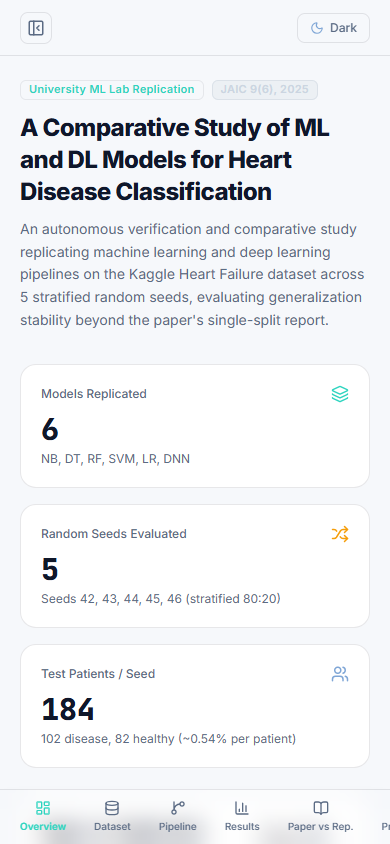 Dark
University ML Lab Replication
JAIC 9(6), 2025
A Comparative Study of ML
and DL Models for Heart
Disease Classification
An autonomous verification and comparative study
replicating machine learning and deep learning
pipelines on the Kaggle Heart Failure dataset across
5 stratified random seeds, evaluating generalization
stability beyond the paper's single-split report.
Models Replicated
6
NB, DT, RF, SVM, LR, DNN
Random Seeds Evaluated
5
Seeds 42, 43, 44, 45, 46 (stratified 80:20)
Test Patients / Seed
184
102 disease, 82 healthy (~0.54% per patient)
Overview
Dataset
Pipeline
Results
Paper vs Rep.